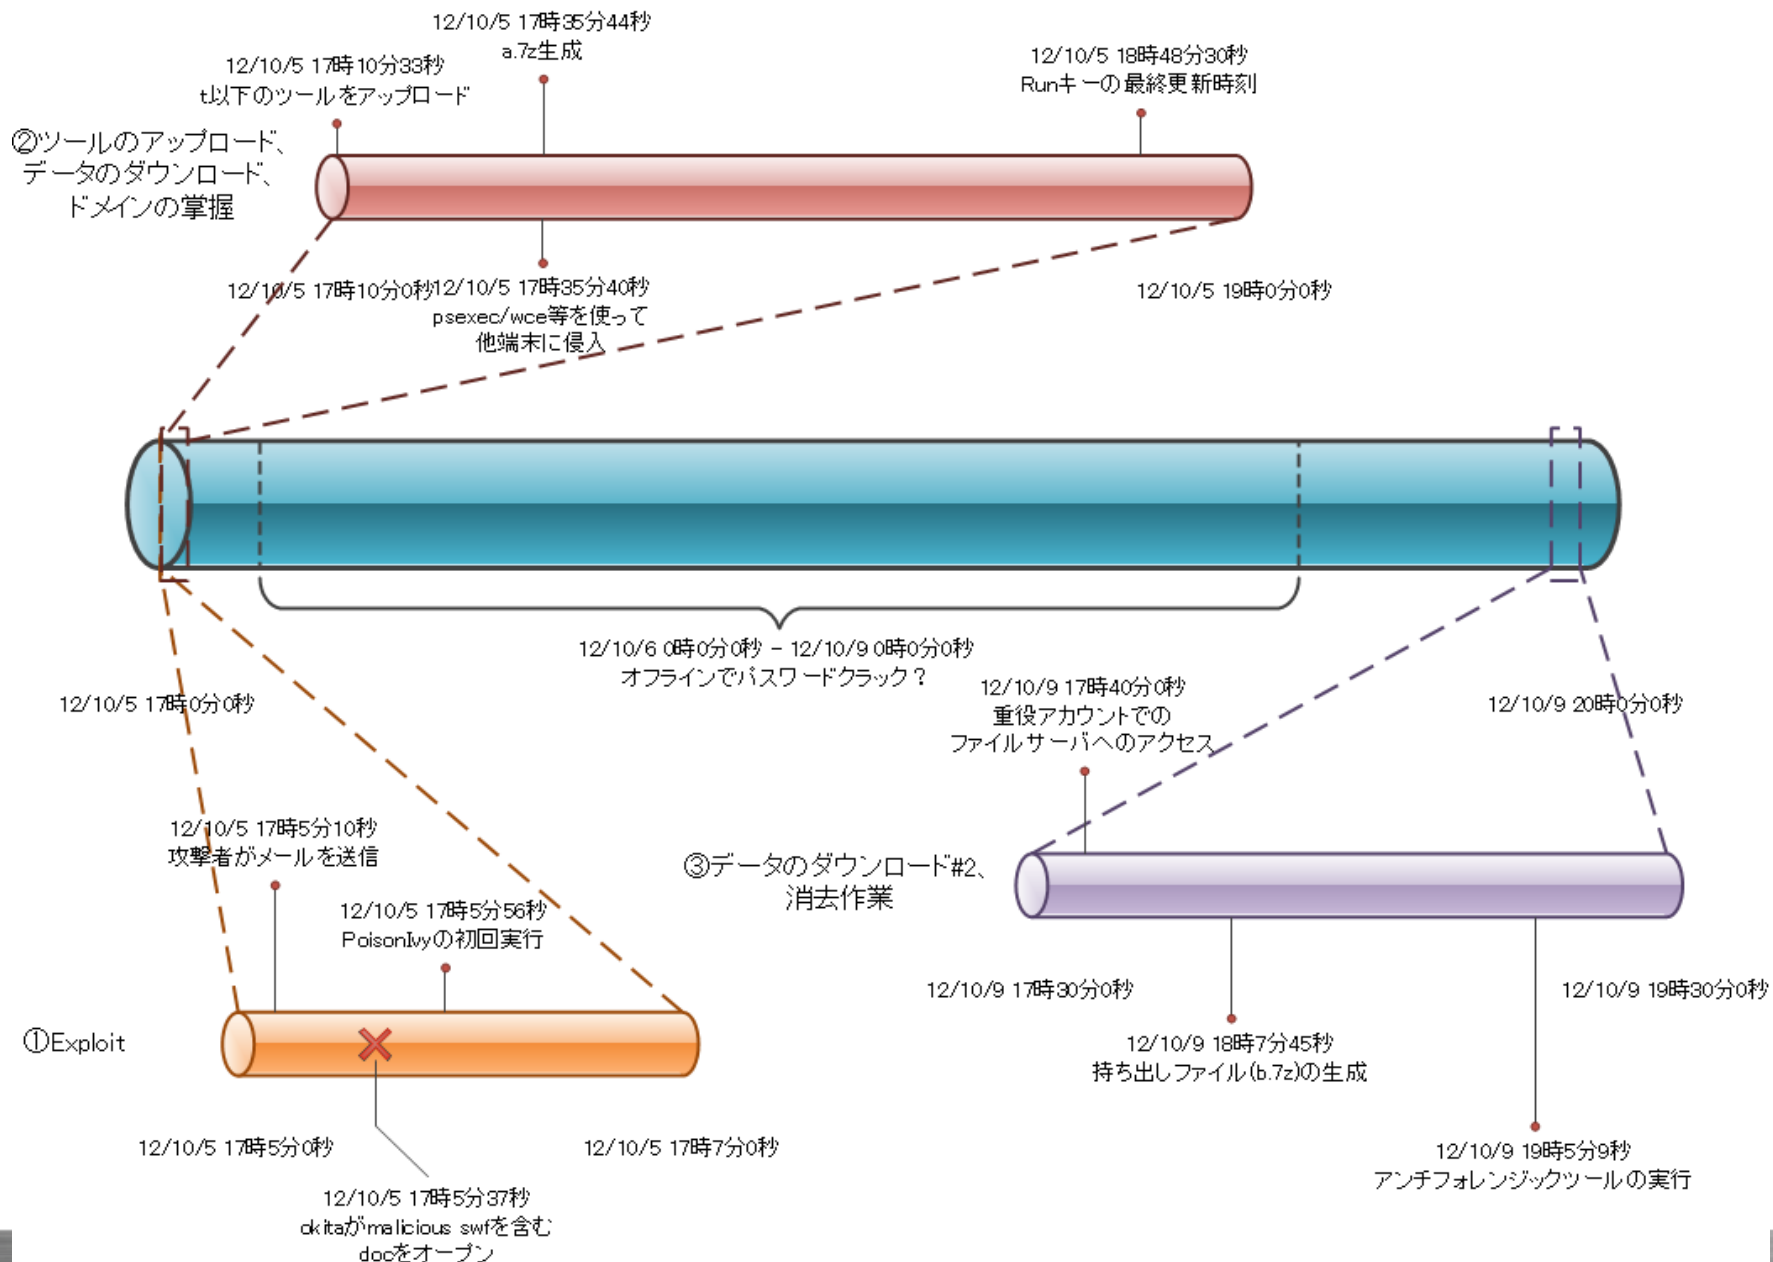 12/10/5 17時35分44秒
a.7z生成
12/10/5 17時10分33秒
t以下のツールをアップロード
12/10/5 18時48分30秒
Runキーの最終更新時刻
②ツールのアップロード、
データのダウンロード、
ドメインの掌握
12/10/5 17時10分0秒
12/10/5 17時35分40秒
psexec/wce等を使って
他端末に侵入
12/10/5 19時0分0秒
12/10/6 0時0分0秒 - 12/10/9 0時0分0秒
オフラインでパスワードクラック？
12/10/5 17時0分0秒
12/10/9 17時40分0秒
重役アカウントでの
ファイルサーバへのアクセス
12/10/9 20時0分0秒
12/10/5 17時5分10秒
攻撃者がメールを送信
12/10/5 17時5分56秒
PoisonIvyの初回実行
③データのダウンロード#2、
消去作業
①Exploit
12/10/9 17時30分0秒
12/10/9 19時30分0秒
12/10/9 18時7分45秒
持ち出しファイル(b.7z)の生成
12/10/5 17時5分0秒
12/10/5 17時7分0秒
12/10/9 19時5分9秒
アンチフォレンジックツールの実行
12/10/5 17時5分37秒
okitaがmalicious swfを含む
docをオープン